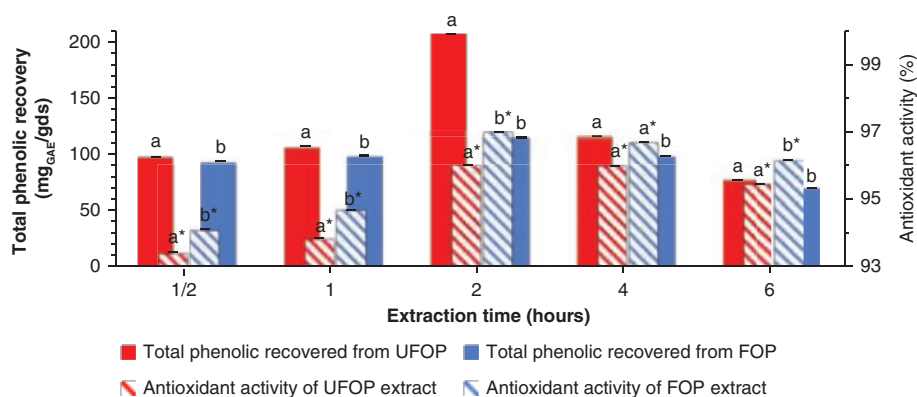 Total phenolic recovery
(mg_GAE/gds)
200
150
100
50
0
a
a* b* b
a
a* b* b
a
a* b* b
a
a* a* b
a
a* b* b
99
97
95
93
Antioxidant activity (%)
1/2 1 2 4 6
Extraction time (hours)
Total phenolic recovered from UFOP Total phenolic recovered from FOP
Antioxidant activity of UFOP extract Antioxidant activity of FOP extract